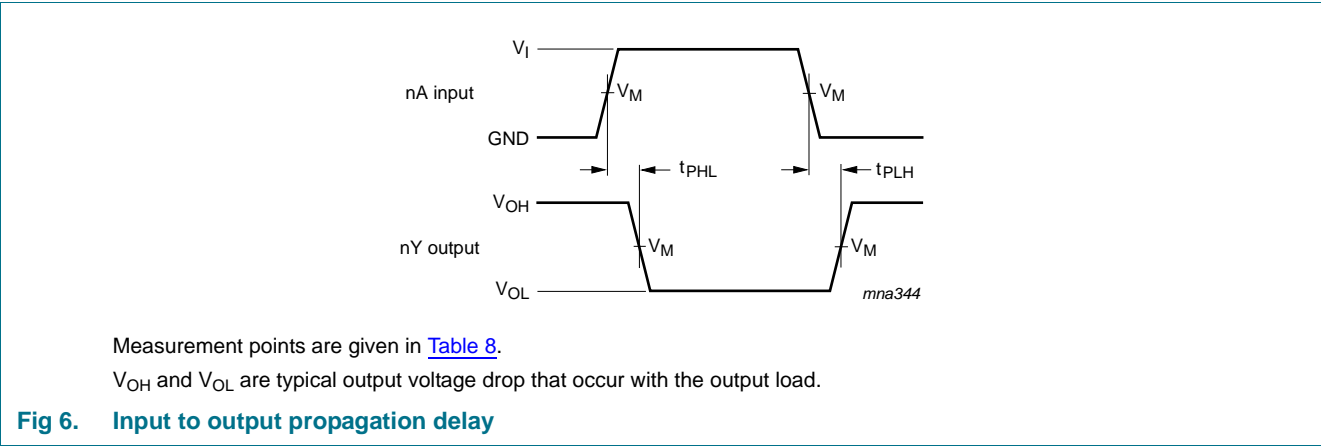 VI
nA input
VM
VM
GND
tPHL
tPLH
VOH
nY output
VM
VM
VOL
mna344
Measurement points are given in Table 8.
VOH and VOL are typical output voltage drop that occur with the output load.
Fig 6. Input to output propagation delay